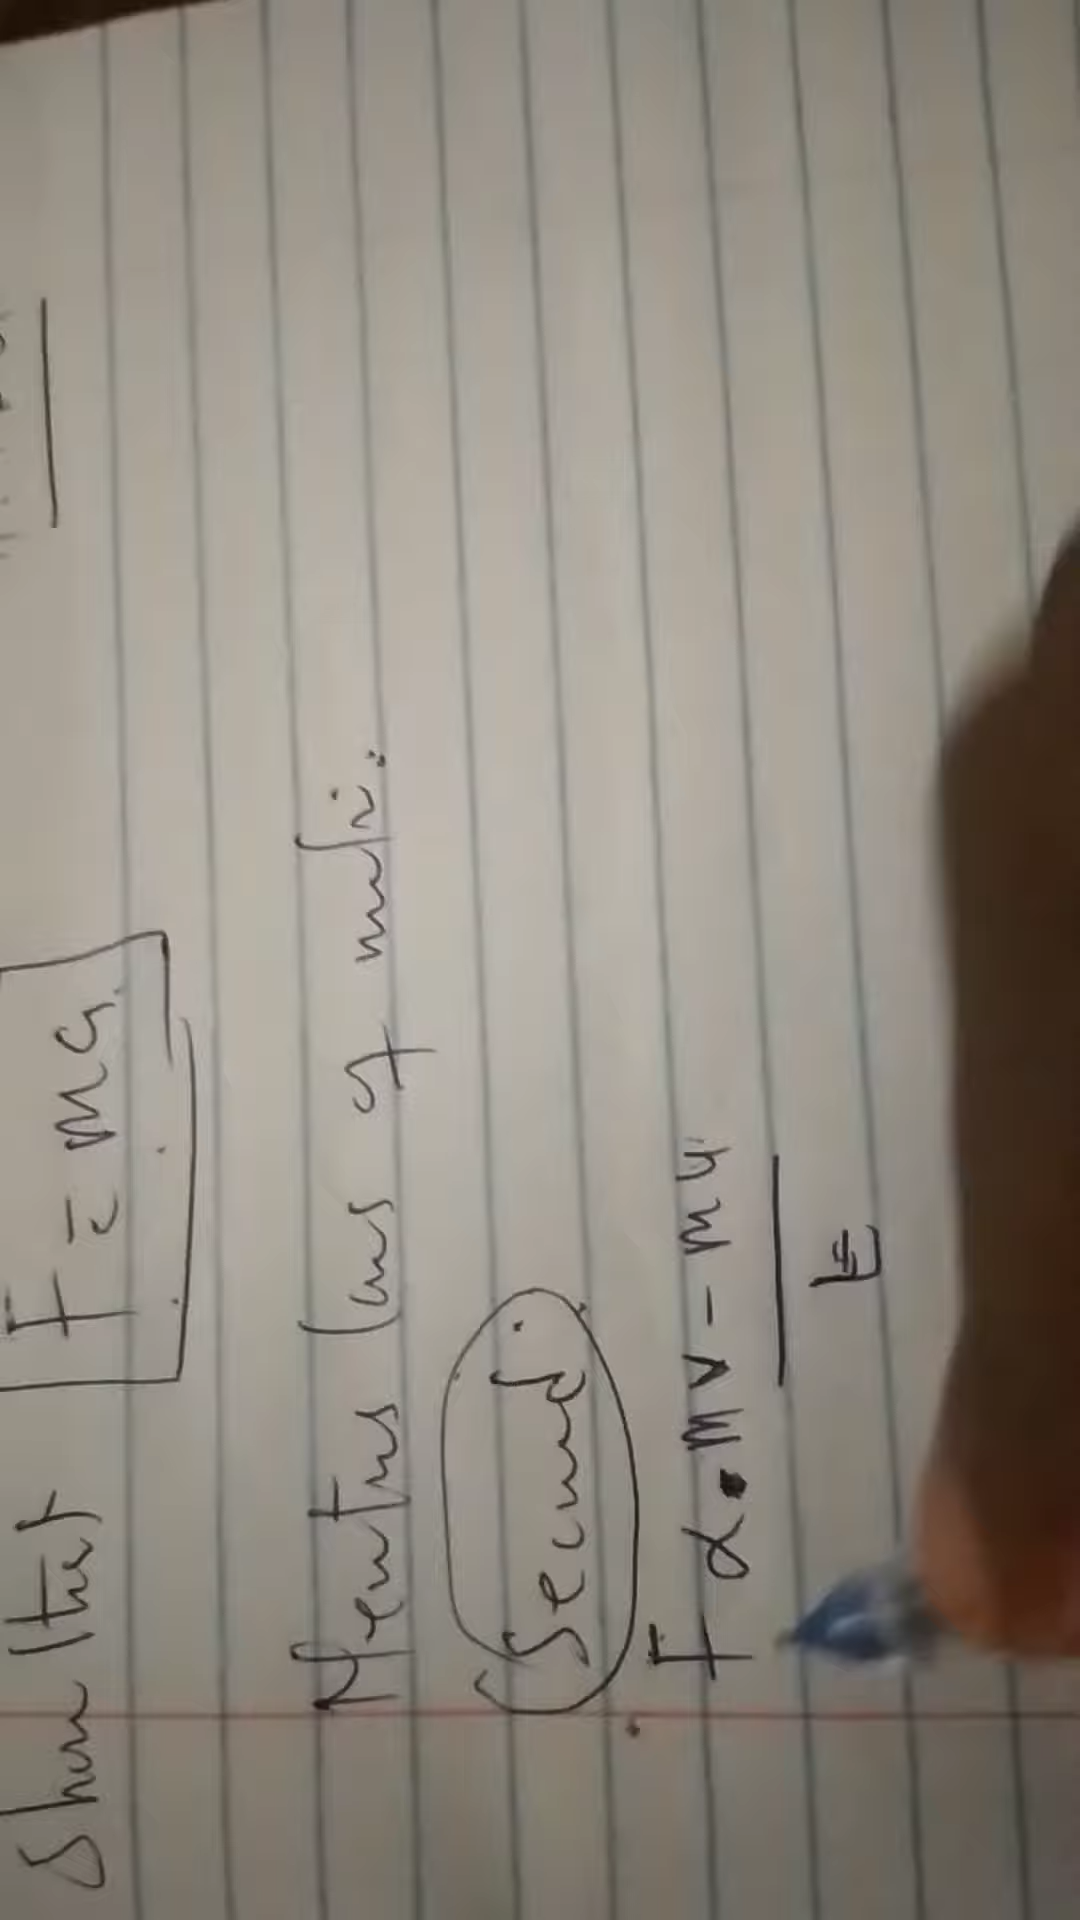 Show that F = ma
Newtons laws of motion.
(Second)
F α mv - mu
t